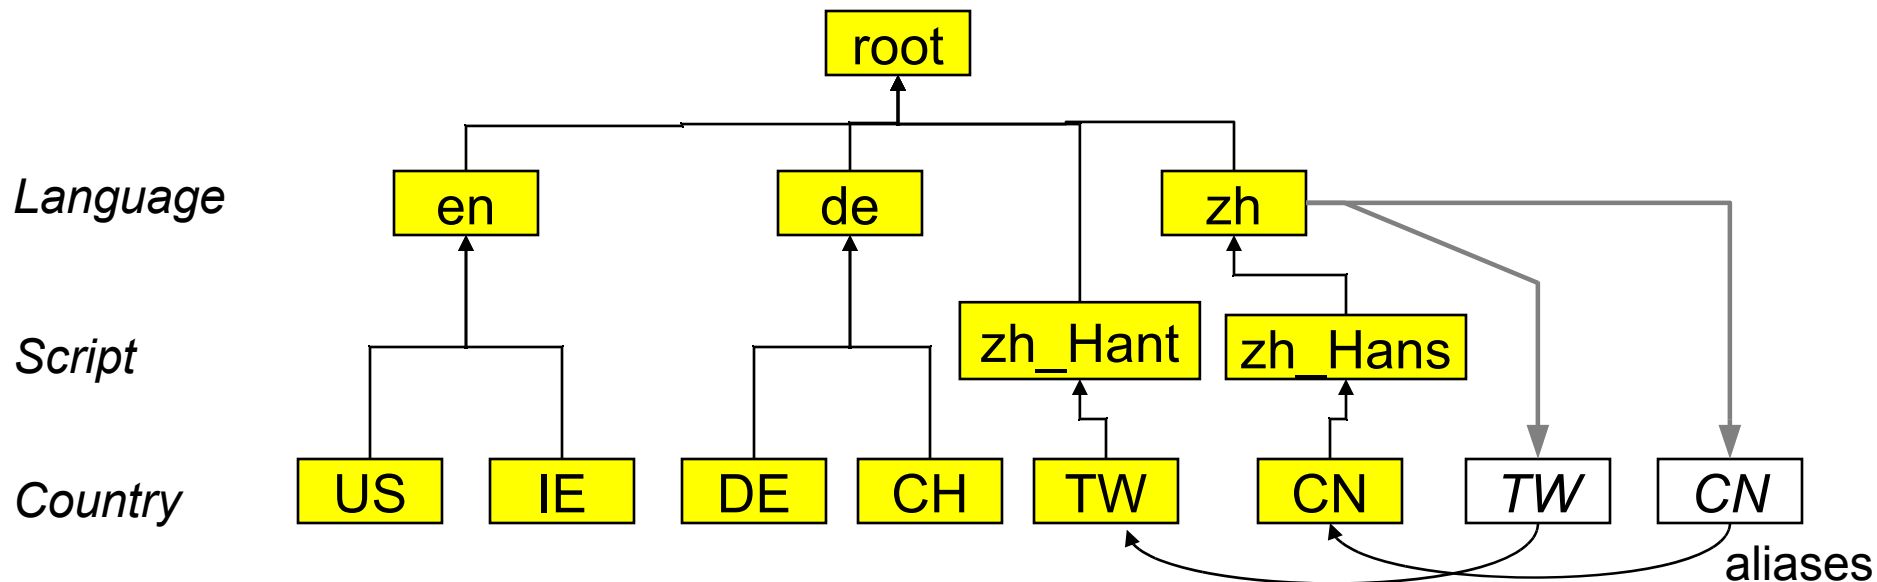 root
Language
en
de
zh
Script
zh_Hant
zh_Hans
Country
US
IE
DE
CH
TW
CN
TW
CN
aliases